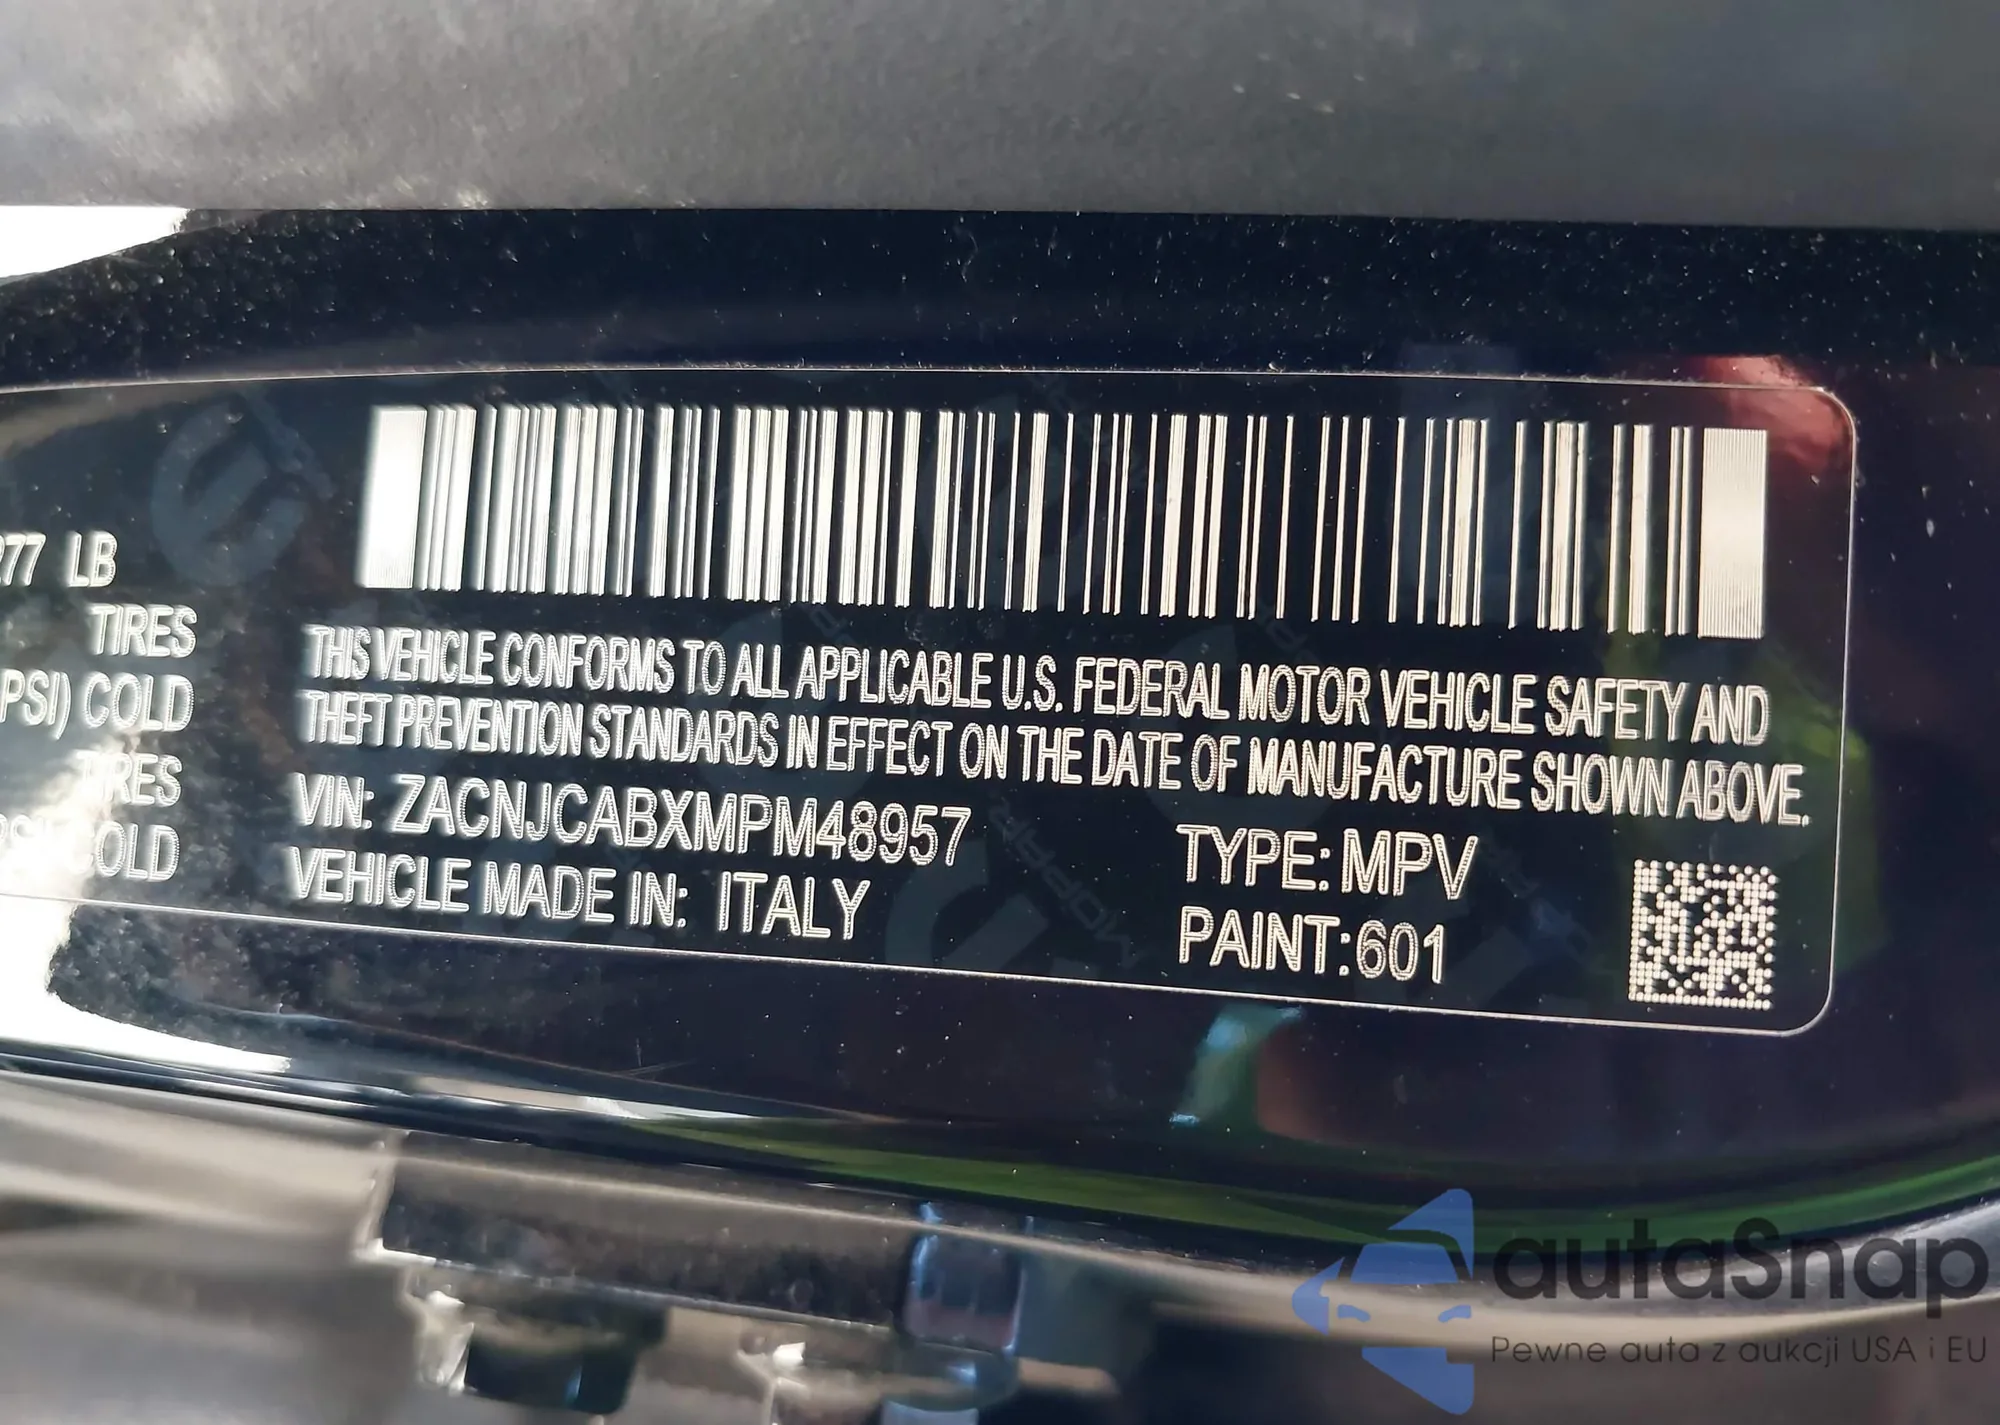 277 LB
TIRES
PSI) COLD
TIRES
COLD
THIS VEHICLE CONFORMS TO ALL APPLICABLE U.S. FEDERAL MOTOR VEHICLE SAFETY AND
THEFT PREVENTION STANDARDS IN EFFECT ON THE DATE OF MANUFACTURE SHOWN ABOVE.
VIN: ZACNJCABXMPM48957
TYPE: MPV
VEHICLE MADE IN: ITALY
PAINT:601
autaSnap
Pewne auta z aukcji USA i EU